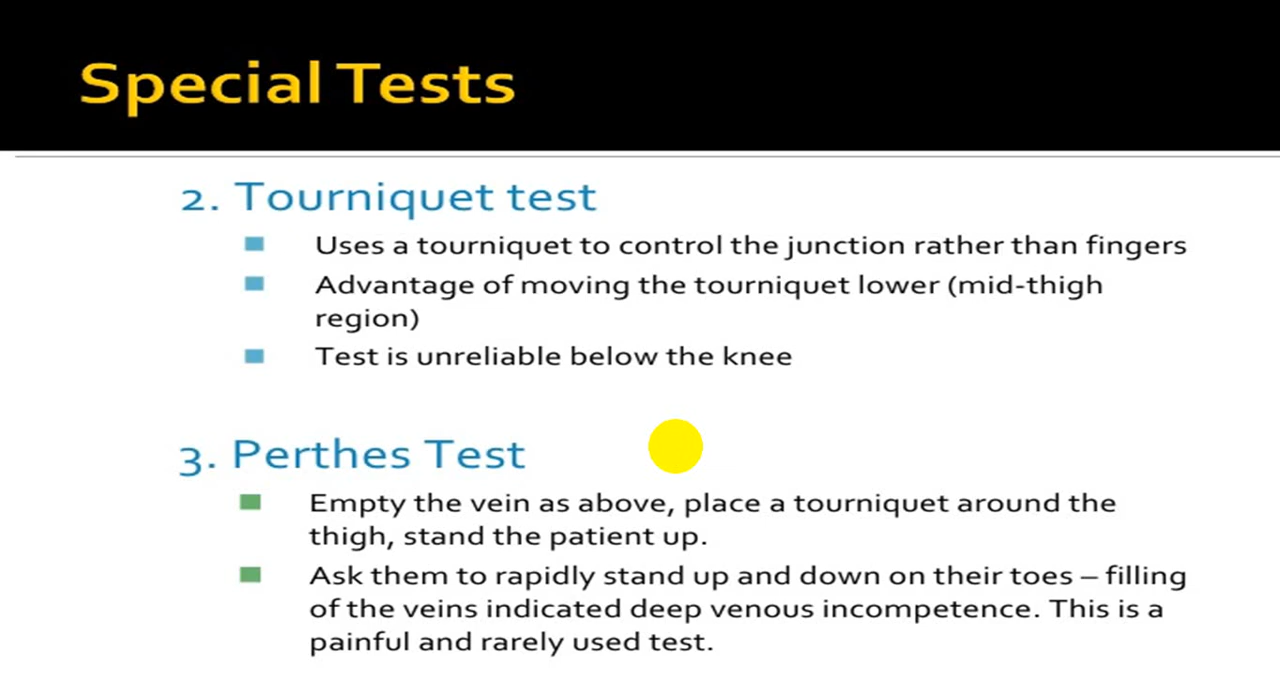 Special Tests
2. Tourniquet test
Uses a tourniquet to control the junction rather than fingers
Advantage of moving the tourniquet lower (mid-thigh
region)
Test is unreliable below the knee
3. Perthes Test
Empty the vein as above, place a tourniquet around the
thigh, stand the patient up.
Ask them to rapidly stand up and down on their toes – filling
of the veins indicated deep venous incompetence. This is a
painful and rarely used test.